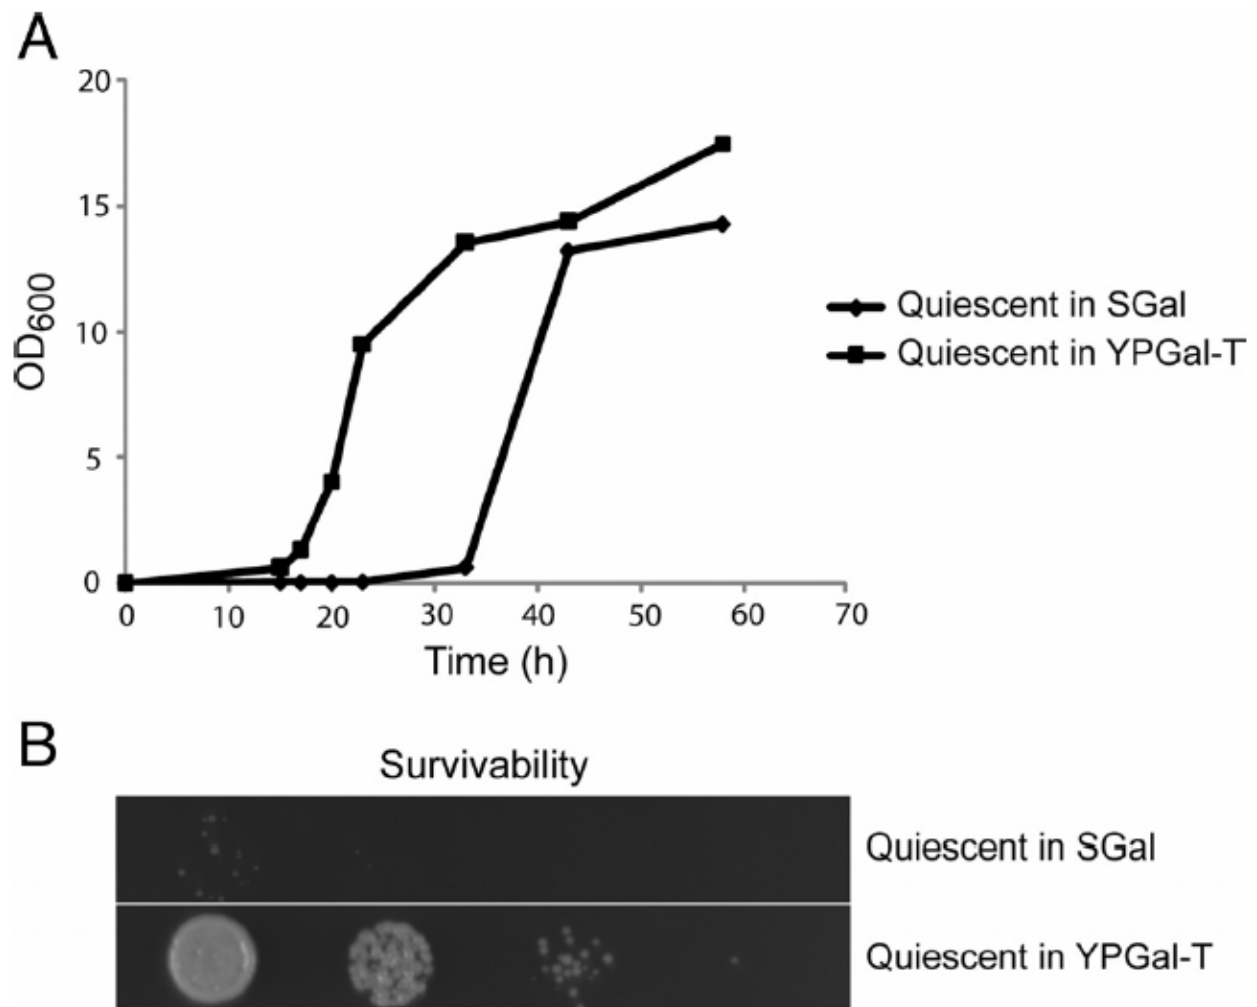 A
20
15
10
5
0
OD600
0 10 20 30 40 50 60 70
Time (h)
Quiescent in SGal
Quiescent in YPGal-T
B
Survivability
Quiescent in SGal
Quiescent in YPGal-T